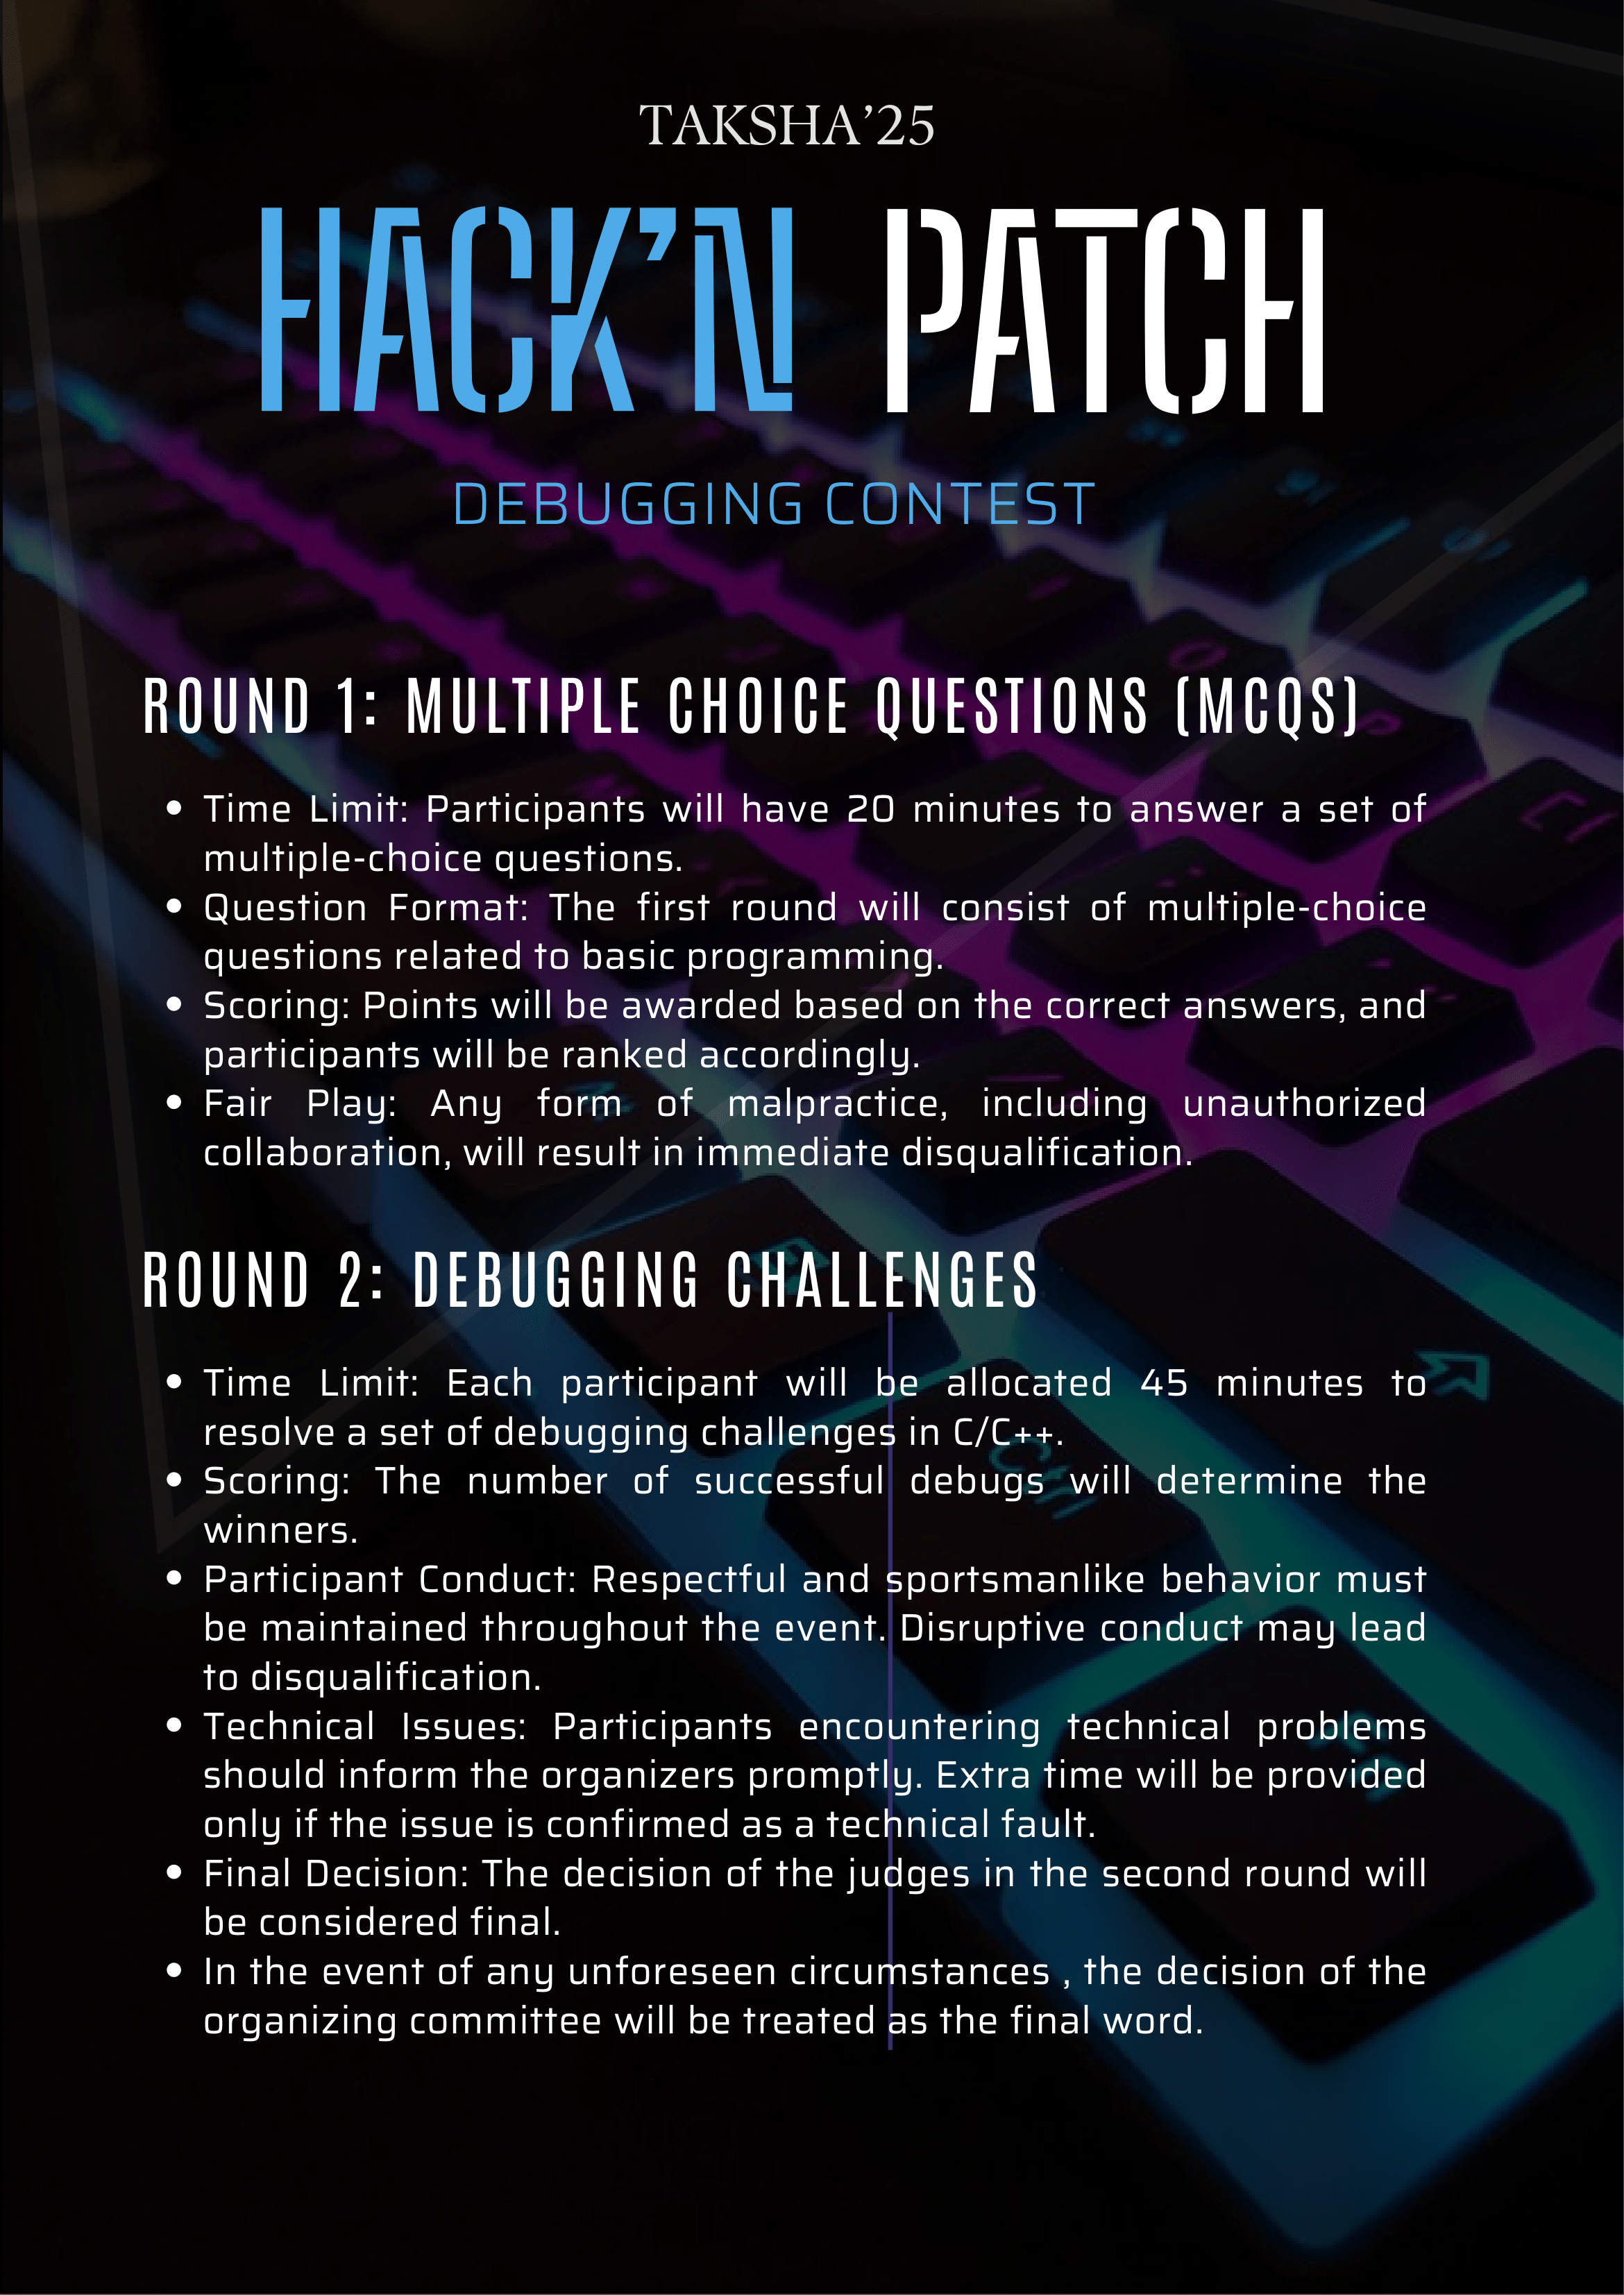 TAKSHA’25
HACK’N PATCH
DEBUGGING CONTEST
ROUND 1: MULTIPLE CHOICE QUESTIONS (MCQS)
• Time Limit: Participants will have 20 minutes to answer a set of
multiple-choice questions.
• Question Format: The first round will consist of multiple-choice
questions related to basic programming.
• Scoring: Points will be awarded based on the correct answers, and
participants will be ranked accordingly.
• Fair Play: Any form of malpractice, including unauthorized
collaboration, will result in immediate disqualification.
ROUND 2: DEBUGGING CHALLENGES
• Time Limit: Each participant will be allocated 45 minutes to
resolve a set of debugging challenges in C/C++.
• Scoring: The number of successful debugs will determine the
winners.
• Participant Conduct: Respectful and sportsmanlike behavior must
be maintained throughout the event. Disruptive conduct may lead
to disqualification.
• Technical Issues: Participants encountering technical problems
should inform the organizers promptly. Extra time will be provided
only if the issue is confirmed as a technical fault.
• Final Decision: The decision of the judges in the second round will
be considered final.
• In the event of any unforeseen circumstances , the decision of the
organizing committee will be treated as the final word.
Ctrl